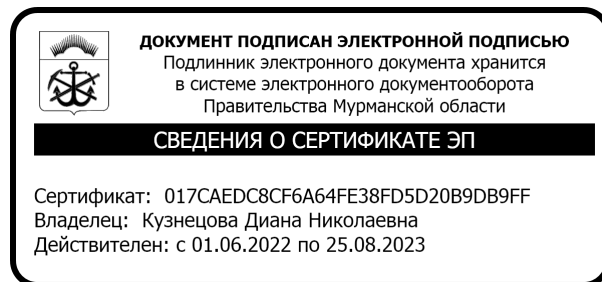 ДОКУМЕНТ ПОДПИСАН ЭЛЕКТРОННОЙ ПОДПИСЬЮ
Подлинник электронного документа хранится
в системе электронного документооборота
Правительства Мурманской области
СВЕДЕНИЯ О СЕРТИФИКАТЕ ЭП
Сертификат: 017CAEDC8CF6A64FE38FD5D20B9DB9FF
Владелец: Кузнецова Диана Николаевна
Действителен: с 01.06.2022 по 25.08.2023